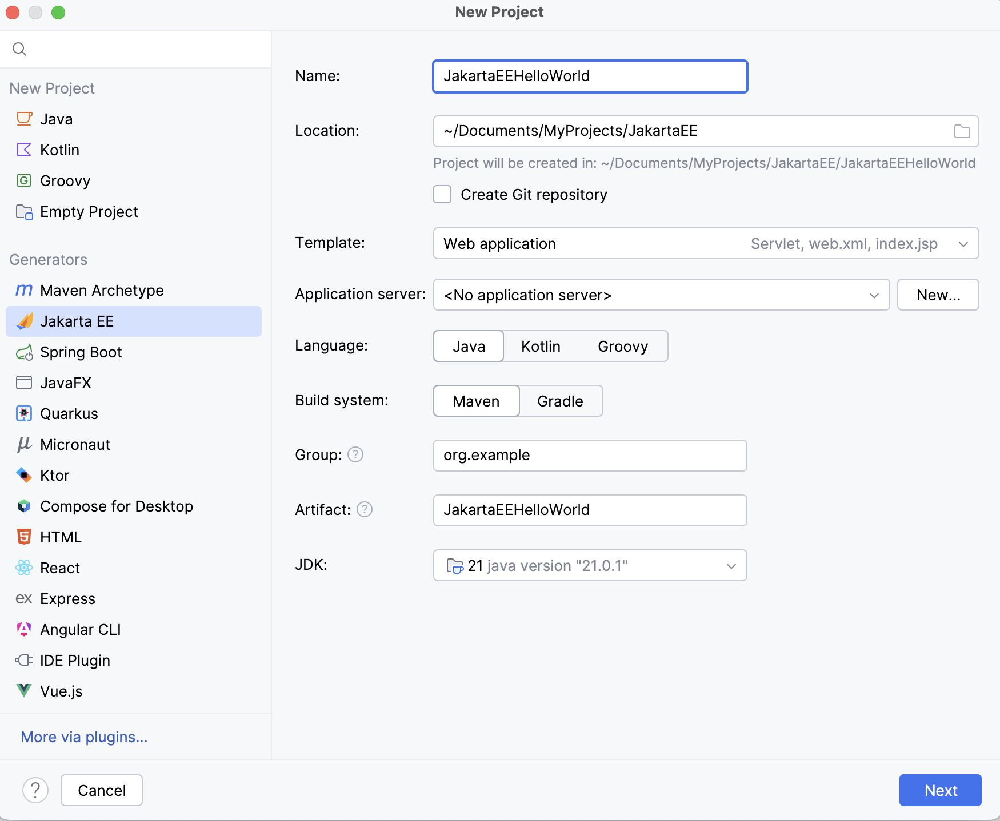 New Project
New Project
Java
Kotlin
Groovy
Empty Project
Generators
Maven Archetype
Jakarta EE
Spring Boot
JavaFX
Quarkus
Micronaut
Ktor
Compose for Desktop
HTML
React
Express
Angular CLI
IDE Plugin
Vue.js
More via plugins...
Name: JakartaEEHelloWorld
Location: ~/Documents/MyProjects/JakartaEE
Project will be created in: ~/Documents/MyProjects/JakartaEE/JakartaEEHelloWorld
Create Git repository
Template: Web application Servlet, web.xml, index.jsp
Application server: <No application server> New...
Language: Java Kotlin Groovy
Build system: Maven Gradle
Group: ? org.example
Artifact: ? JakartaEEHelloWorld
JDK: 21 java version "21.0.1"
? Cancel Next